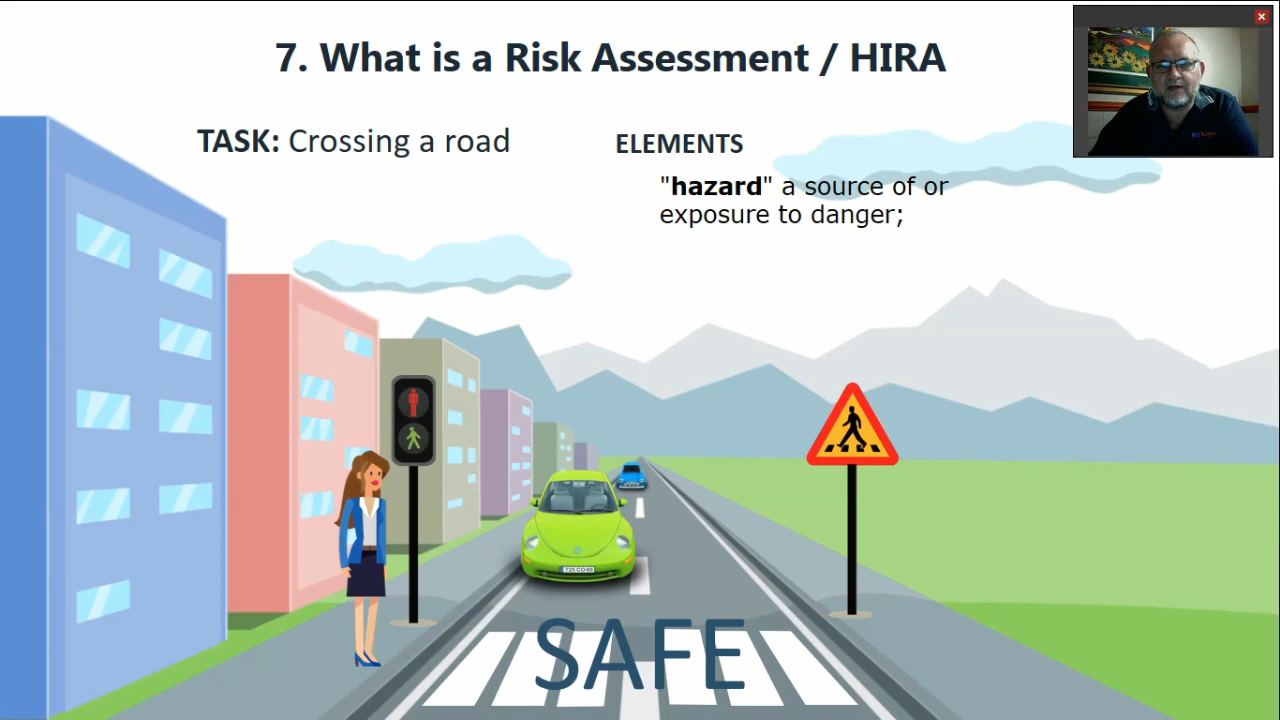 7. What is a Risk Assessment / HIRA
TASK: Crossing a road
ELEMENTS
"hazard" a source of or
exposure to danger;
SAFE